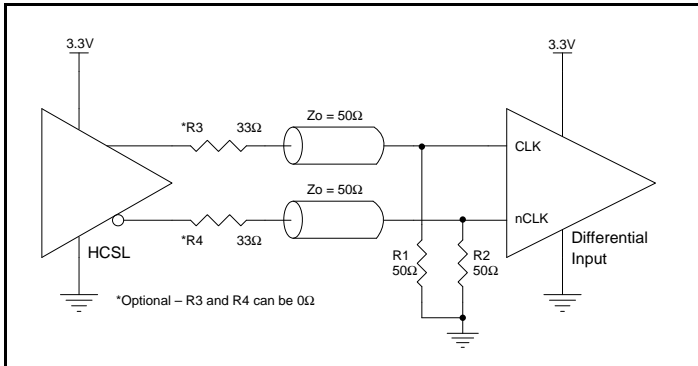 3.3V
3.3V
*R3
33Ω
Zo = 50Ω
CLK
Zo = 50Ω
nCLK
HCSL
*R4
33Ω
R1
50Ω
R2
50Ω
Differential
Input
*Optional – R3 and R4 can be 0Ω